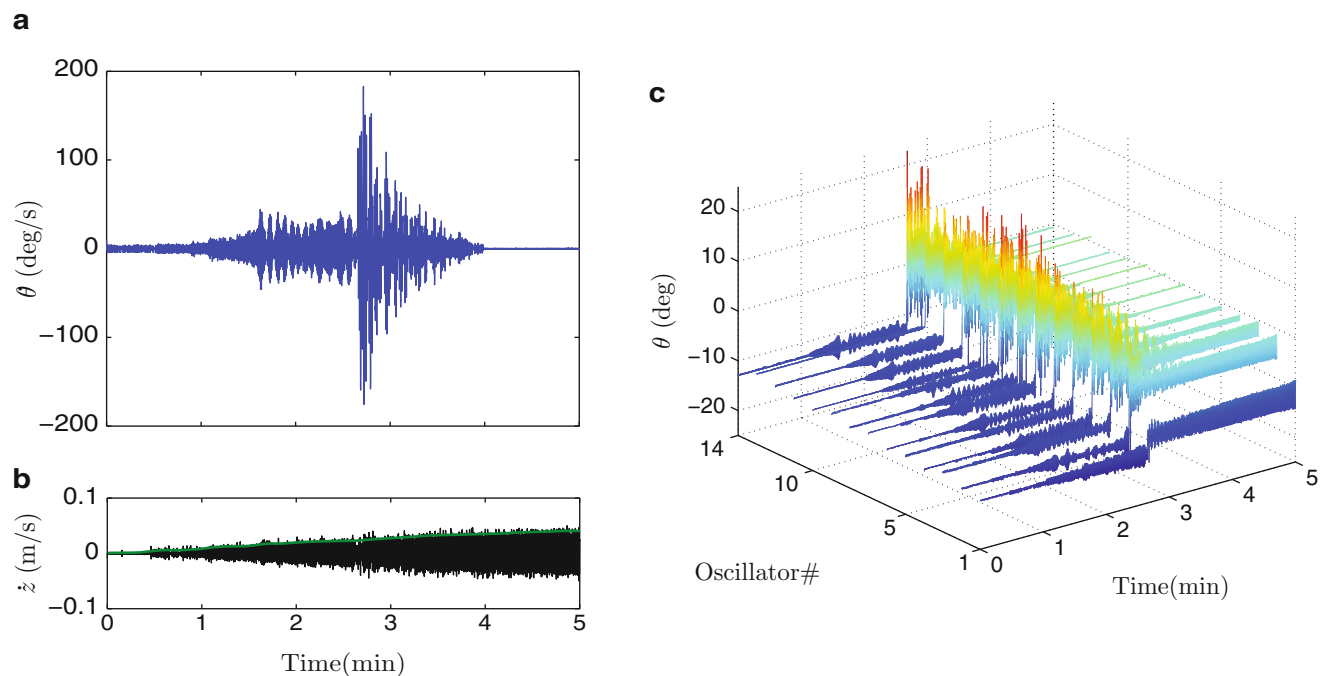 a
200
100
0
−100
−200
θ̇ (deg/s)
b
0.1
0
−0.1
ż (m/s)
0 1 2 3 4 5
Time(min)
c
20
10
0
−10
−20
θ (deg)
14
10
5
1
Oscillator#
0 1 2 3 4 5
Time(min)